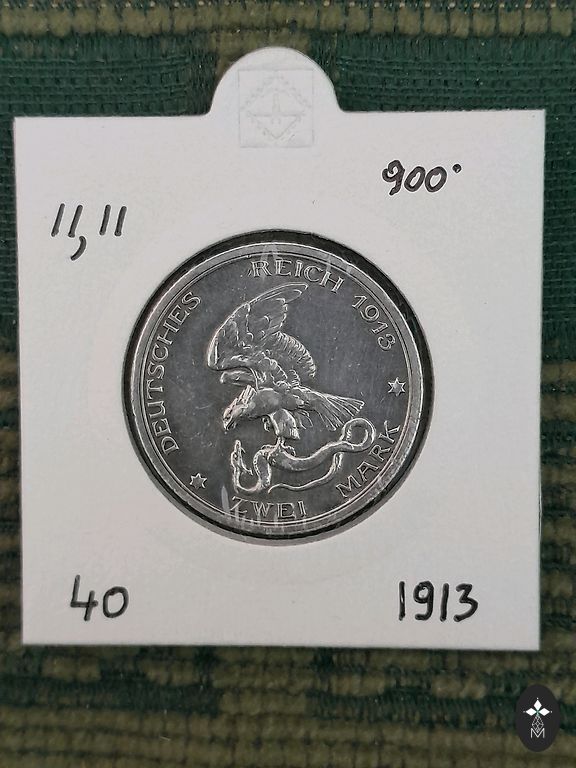 900°
11,11
DEUTSCHES REICH 1913
ZWEI MARK
40
1913
M